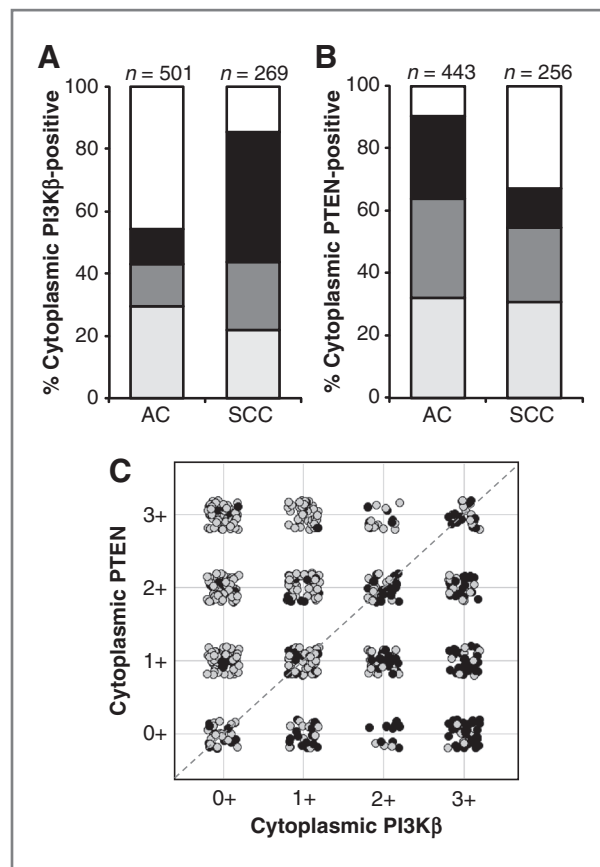 A
n = 501 n = 269
% Cytoplasmic PI3Kβ-positive
100
80
60
40
20
0
AC SCC
B
n = 443 n = 256
% Cytoplasmic PTEN-positive
100
80
60
40
20
0
AC SCC
C
Cytoplasmic PTEN
3+
2+
1+
0+
0+ 1+ 2+ 3+
Cytoplasmic PI3Kβ